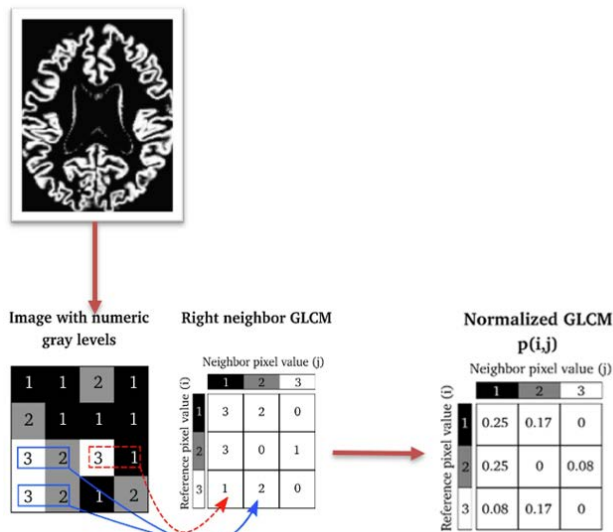 Image with numeric
gray levels
1 1 2 1
2 1 1 1
3 2 3 1
3 2 1 2
Right neighbor GLCM
Neighbor pixel value (j)
1 2 3
Reference pixel value (i)
1 3 2 0
2 3 0 1
3 1 2 0
Normalized GLCM
p(i,j)
Neighbor pixel value (j)
1 2 3
Reference pixel value (i)
1 0.25 0.17 0
2 0.25 0 0.08
3 0.08 0.17 0